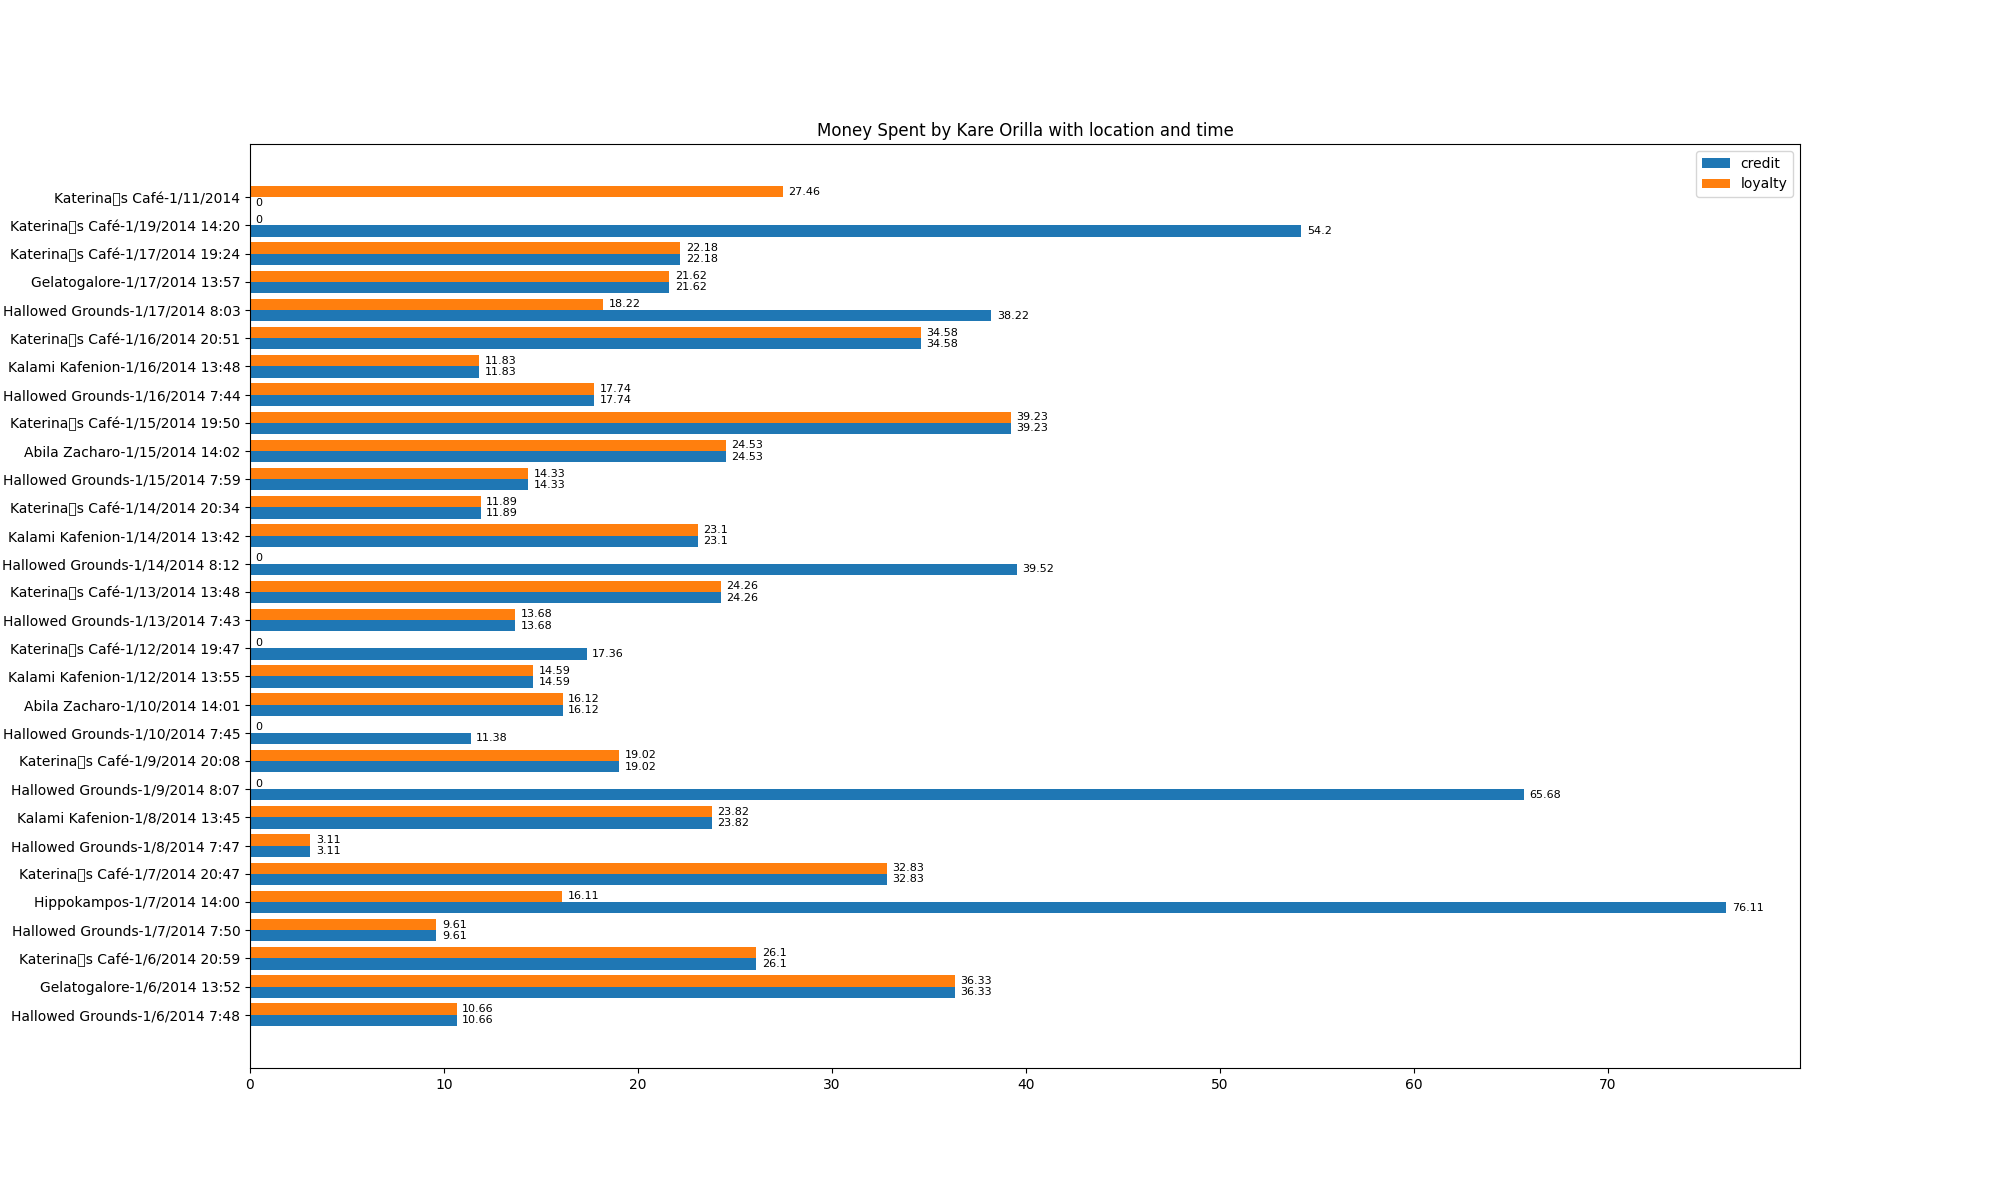 Money Spent by Kare Orilla with location and time
credit
loyalty
Katerina▯s Café-1/11/2014
27.46
0
Katerina▯s Café-1/19/2014 14:20
0
54.2
Katerina▯s Café-1/17/2014 19:24
22.18
22.18
Gelatogalore-1/17/2014 13:57
21.62
21.62
Hallowed Grounds-1/17/2014 8:03
18.22
38.22
Katerina▯s Café-1/16/2014 20:51
34.58
34.58
Kalami Kafenion-1/16/2014 13:48
11.83
11.83
Hallowed Grounds-1/16/2014 7:44
17.74
17.74
Katerina▯s Café-1/15/2014 19:50
39.23
39.23
Abila Zacharo-1/15/2014 14:02
24.53
24.53
Hallowed Grounds-1/15/2014 7:59
14.33
14.33
Katerina▯s Café-1/14/2014 20:34
11.89
11.89
Kalami Kafenion-1/14/2014 13:42
23.1
23.1
Hallowed Grounds-1/14/2014 8:12
0
39.52
Katerina▯s Café-1/13/2014 13:48
24.26
24.26
Hallowed Grounds-1/13/2014 7:43
13.68
13.68
Katerina▯s Café-1/12/2014 19:47
0
17.36
Kalami Kafenion-1/12/2014 13:55
14.59
14.59
Abila Zacharo-1/10/2014 14:01
16.12
16.12
Hallowed Grounds-1/10/2014 7:45
0
11.38
Katerina▯s Café-1/9/2014 20:08
19.02
19.02
Hallowed Grounds-1/9/2014 8:07
0
65.68
Kalami Kafenion-1/8/2014 13:45
23.82
23.82
Hallowed Grounds-1/8/2014 7:47
3.11
3.11
Katerina▯s Café-1/7/2014 20:47
32.83
32.83
Hippokampos-1/7/2014 14:00
16.11
76.11
Hallowed Grounds-1/7/2014 7:50
9.61
9.61
Katerina▯s Café-1/6/2014 20:59
26.1
26.1
Gelatogalore-1/6/2014 13:52
36.33
36.33
Hallowed Grounds-1/6/2014 7:48
10.66
10.66
0 10 20 30 40 50 60 70